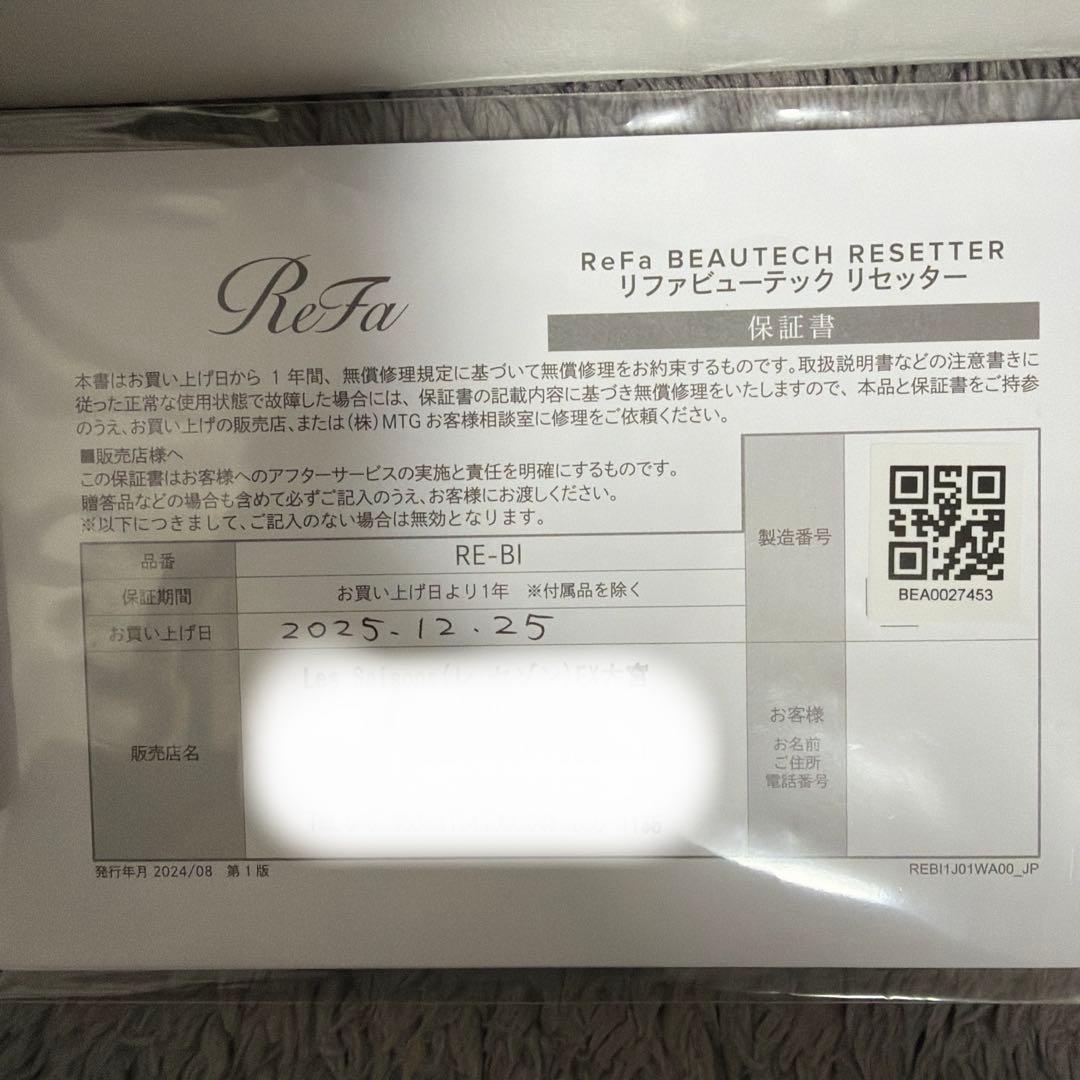 ReFa
ReFa BEAUTECH RESETTER
リファビューテック リセッター
保証書
本書はお買い上げ日から 1 年間、無償修理規定に基づいて無償修理をお約束するものです。取扱説明書などの注意書きに
従った正常な使用状態で故障した場合には、保証書の記載内容に基づき無償修理をいたしますので、本品と保証書をご持参
のうえ、お買い上げの販売店、または(株)MTG お客様相談室に修理をご依頼ください。
■販売店様へ
この保証書はお客様へのアフターサービスの実施と責任を明確にするものです。
贈答品などの場合も含めて必ずご記入のうえ、お客様にお渡しください。
※以下につきまして、ご記入のない場合は無効となります。
品番 RE-BI
保証期間 お買い上げ日より1年 ※付属品を除く
お買い上げ日 2025.12.25
販売店名
製造番号
BEA0027453
お客様
お名前
ご住所
電話番号
発行年月 2024/08 第1版
REBI1J01WA00_JP